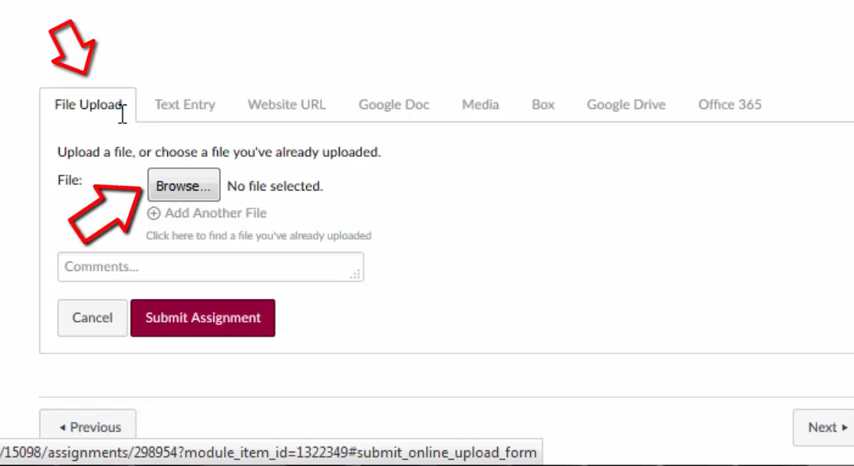 File Upload Text Entry Website URL Google Doc Media Box Google Drive Office 365
Upload a file, or choose a file you've already uploaded.
File: Browse... No file selected.
Add Another File
Click here to find a file you've already uploaded
Comments...
Cancel Submit Assignment
Previous Next
/15098/assignments/298954?module_item_id=1322349#submit_online_upload_form